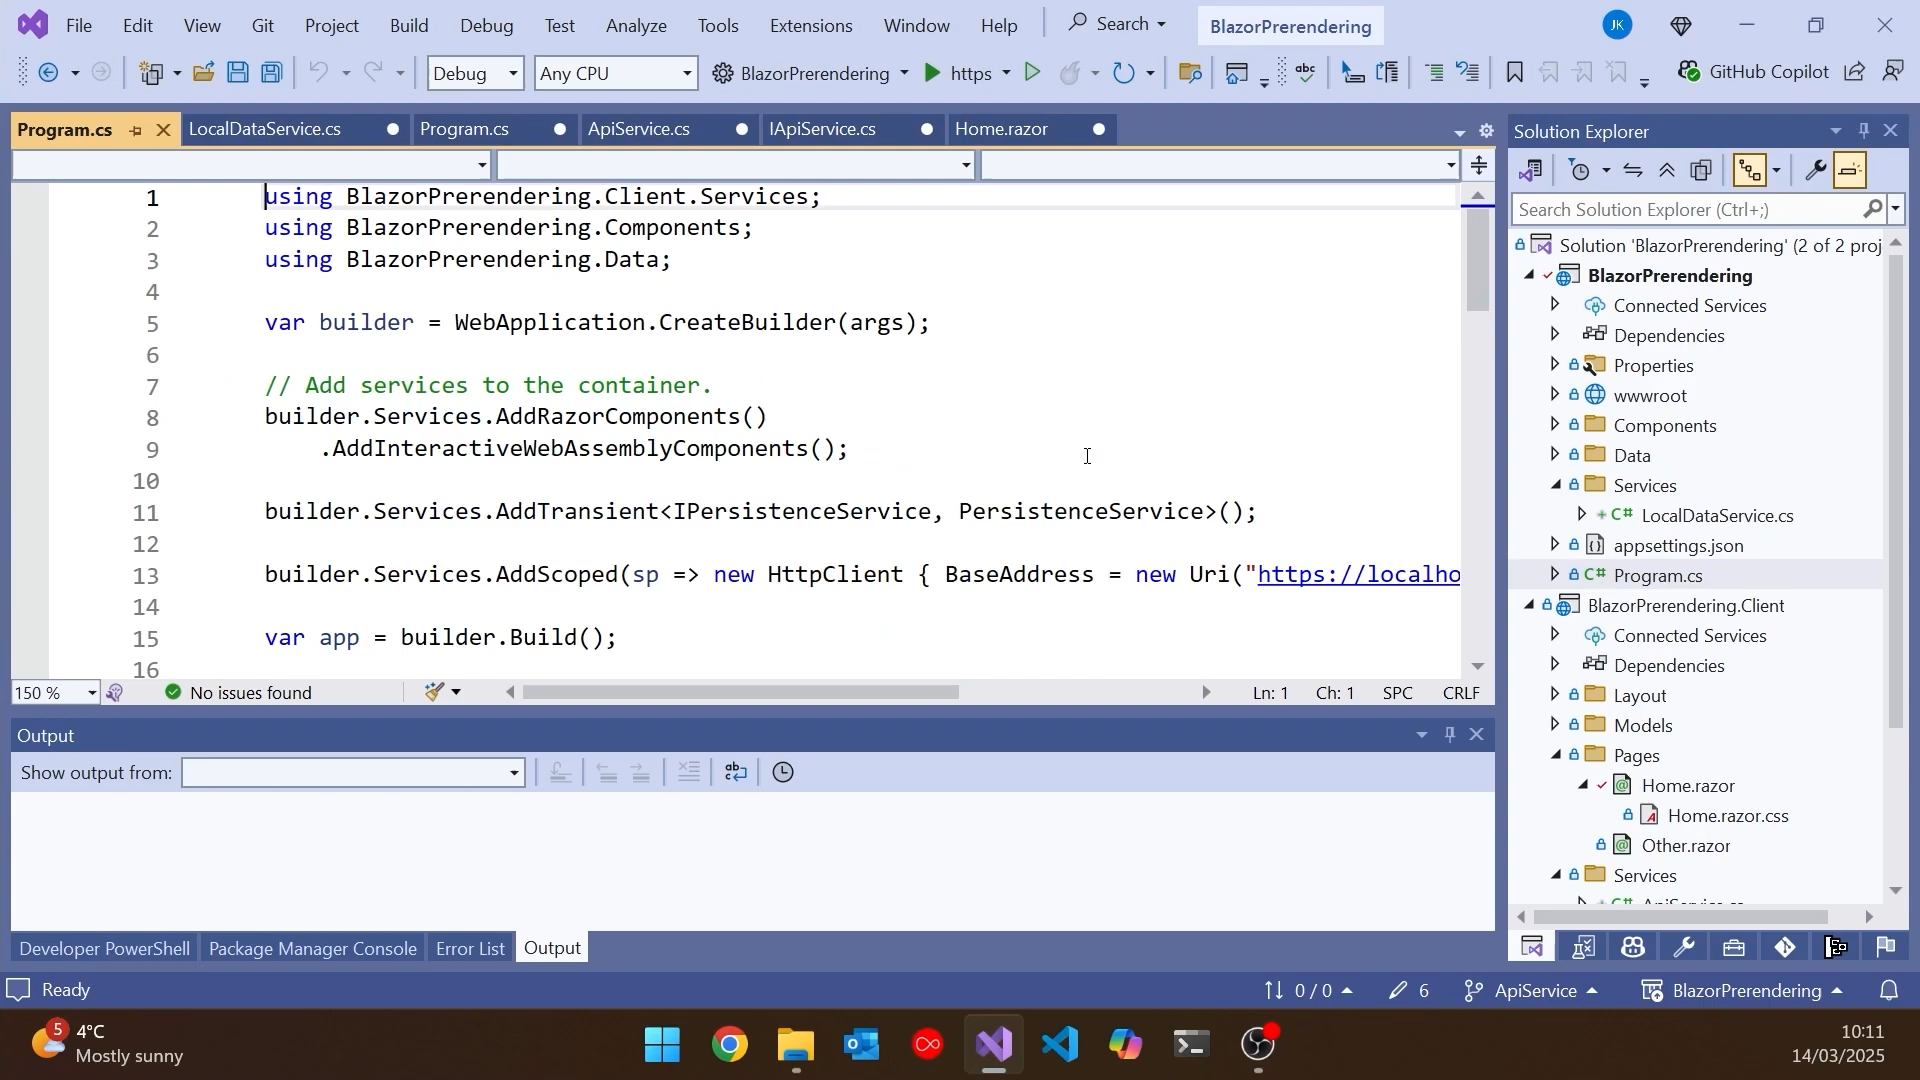 File Edit View Git Project Build Debug Test Analyze Tools Extensions Window Help Search BlazorPrerendering JK
Debug Any CPU BlazorPrerendering https abc GitHub Copilot
Program.cs LocalDataService.cs Program.cs ApiService.cs IApiService.cs Home.razor
1 using BlazorPrerendering.Client.Services;
2 using BlazorPrerendering.Components;
3 using BlazorPrerendering.Data;
4
5 var builder = WebApplication.CreateBuilder(args);
6
7 // Add services to the container.
8 builder.Services.AddRazorComponents()
9 .AddInteractiveWebAssemblyComponents();
10
11 builder.Services.AddTransient<IPersistenceService, PersistenceService>();
12
13 builder.Services.AddScoped(sp => new HttpClient { BaseAddress = new Uri("https://localho
14
15 var app = builder.Build();
16
150 % No issues found Ln: 1 Ch: 1 SPC CRLF
Output
Show output from:
Developer PowerShell Package Manager Console Error List Output
Solution Explorer
Search Solution Explorer (Ctrl+;)
Solution 'BlazorPrerendering' (2 of 2 proj
BlazorPrerendering
Connected Services
Dependencies
Properties
wwwroot
Components
Data
Services
C# LocalDataService.cs
appsettings.json
C# Program.cs
BlazorPrerendering.Client
Connected Services
Dependencies
Layout
Models
Pages
Home.razor
Home.razor.css
Other.razor
Services
Ready 0 / 0 6 ApiService BlazorPrerendering
5 4°C
Mostly sunny
10:11
14/03/2025